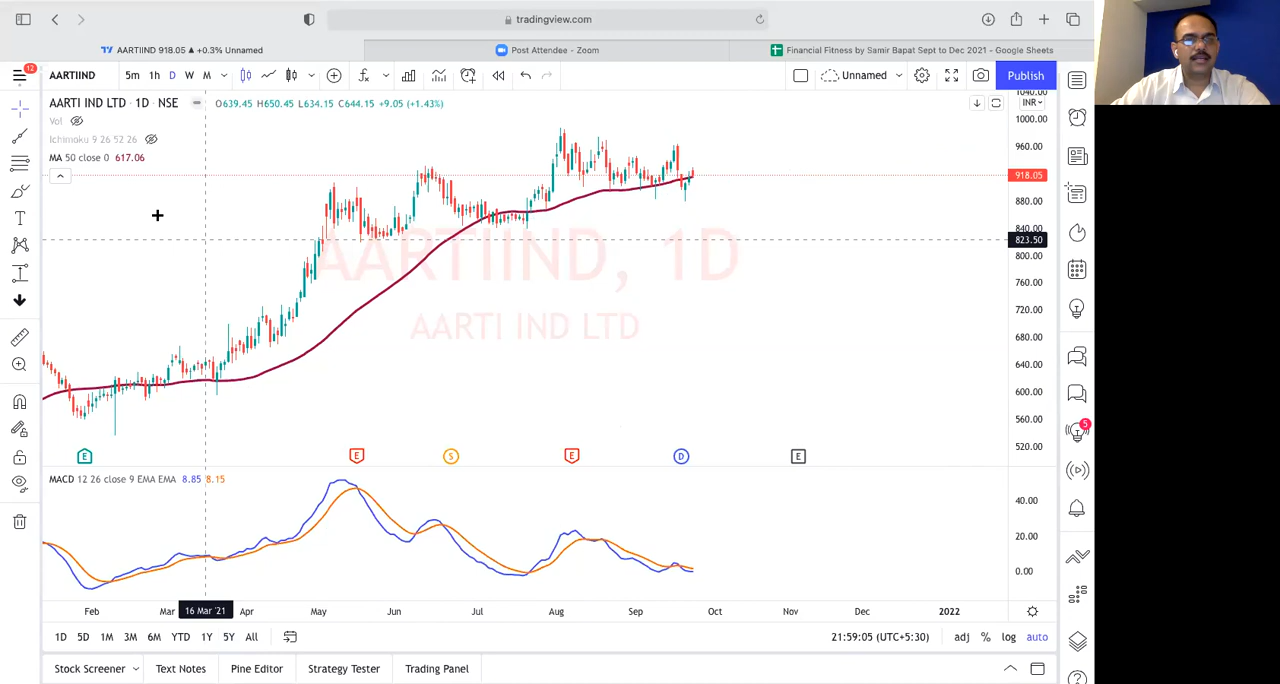 tradingview.com
AARTIIND 918.05 ▲ +0.3% Unnamed
Post Attendee - Zoom
Financial Fitness by Samir Bapat Sept to Dec 2021 - Google Sheets
12
AARTIIND
5m 1h D W M
Unnamed
Publish
AARTI IND LTD · 1D · NSE
O639.45 H650.45 L634.15 C644.15 +9.05 (+1.43%)
Vol
Ichimoku 9 26 52 26
MA 50 close 0 617.06
AARTIIND, 1D
AARTI IND LTD
1040.00
INR
1000.00
960.00
918.05
880.00
840.00
823.50
800.00
760.00
720.00
680.00
640.00
600.00
560.00
520.00
E
E
S
E
D
E
MACD 12 26 close 9 EMA EMA 8.85 8.15
40.00
20.00
0.00
5
Feb Mar 16 Mar '21 Apr May Jun Jul Aug Sep Oct Nov Dec 2022
1D 5D 1M 3M 6M YTD 1Y 5Y All
21:59:05 (UTC+5:30) adj % log auto
Stock Screener Text Notes Pine Editor Strategy Tester Trading Panel